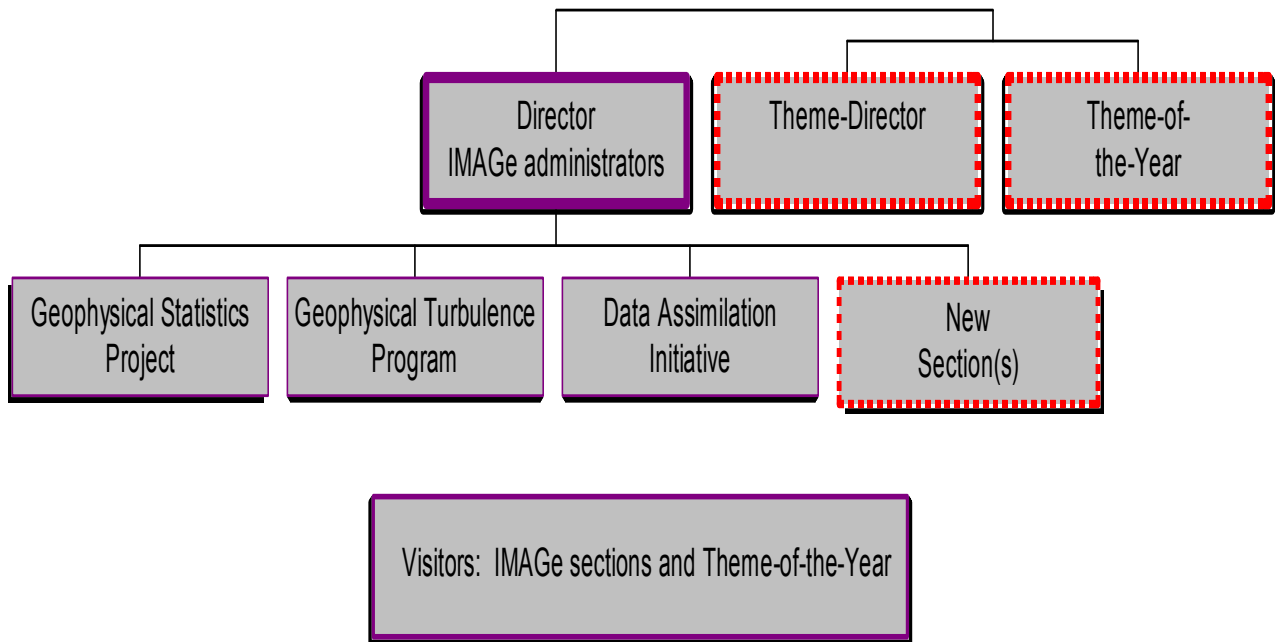 Director
IMAGe administrators
Theme-Director
Theme-of-
the-Year
Geophysical Statistics
Project
Geophysical Turbulence
Program
Data Assimilation
Initiative
New
Section(s)
Visitors: IMAGe sections and Theme-of-the-Year